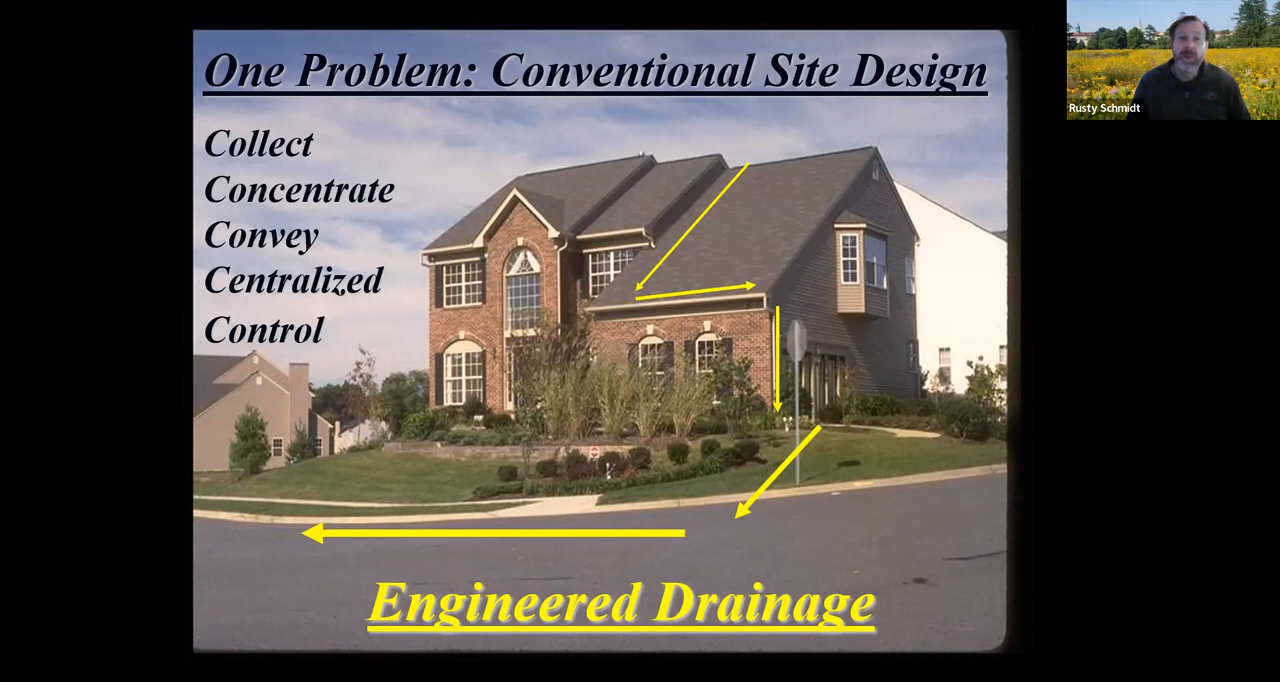 One Problem: Conventional Site Design
Collect
Concentrate
Convey
Centralized
Control
Engineered Drainage
Rusty Schmidt